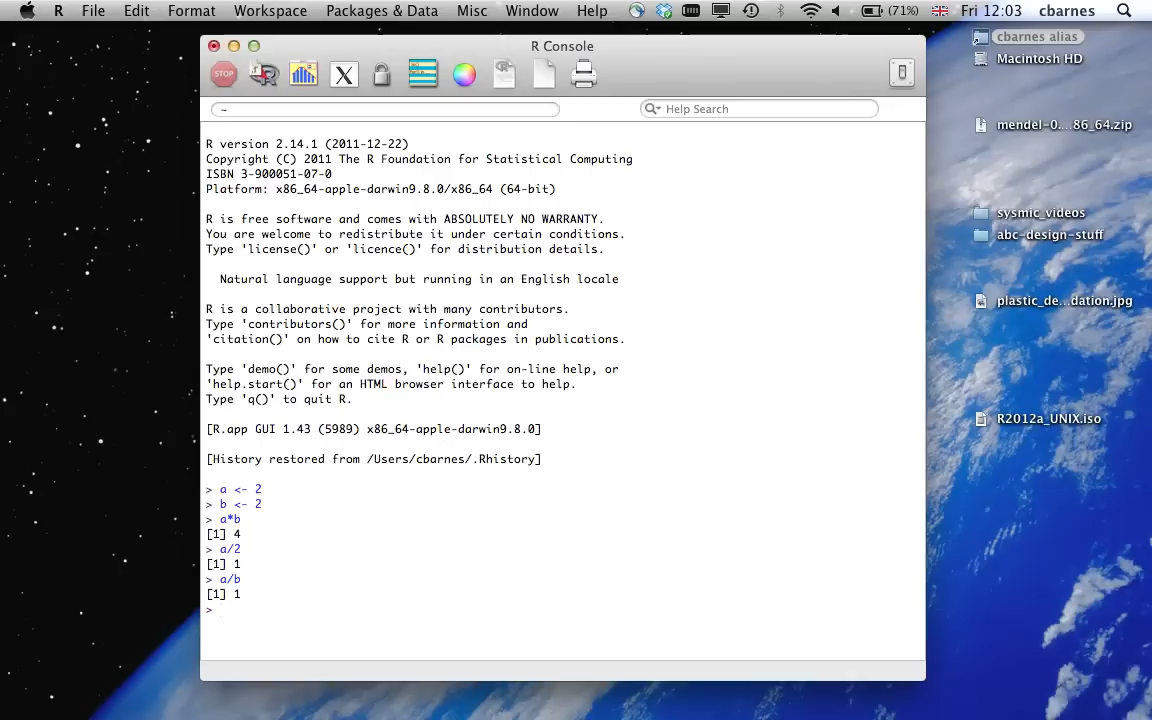 R File Edit Format Workspace Packages & Data Misc Window Help (71%) Fri 12:03 cbarnes
R Console
cbarnes alias
Macintosh HD
STOP
~
Help Search
mendel-0....86_64.zip
R version 2.14.1 (2011-12-22)
Copyright (C) 2011 The R Foundation for Statistical Computing
ISBN 3-900051-07-0
Platform: x86_64-apple-darwin9.8.0/x86_64 (64-bit)
sysmic_videos
R is free software and comes with ABSOLUTELY NO WARRANTY.
You are welcome to redistribute it under certain conditions.
abc-design-stuff
Type 'license()' or 'licence()' for distribution details.
Natural language support but running in an English locale
plastic_de...dation.jpg
R is a collaborative project with many contributors.
Type 'contributors()' for more information and
'citation()' on how to cite R or R packages in publications.
Type 'demo()' for some demos, 'help()' for on-line help, or
'help.start()' for an HTML browser interface to help.
Type 'q()' to quit R.
R2012a_UNIX.iso
[R.app GUI 1.43 (5989) x86_64-apple-darwin9.8.0]
[History restored from /Users/cbarnes/.Rhistory]
> a <- 2
> b <- 2
> a*b
[1] 4
> a/2
[1] 1
> a/b
[1] 1
>